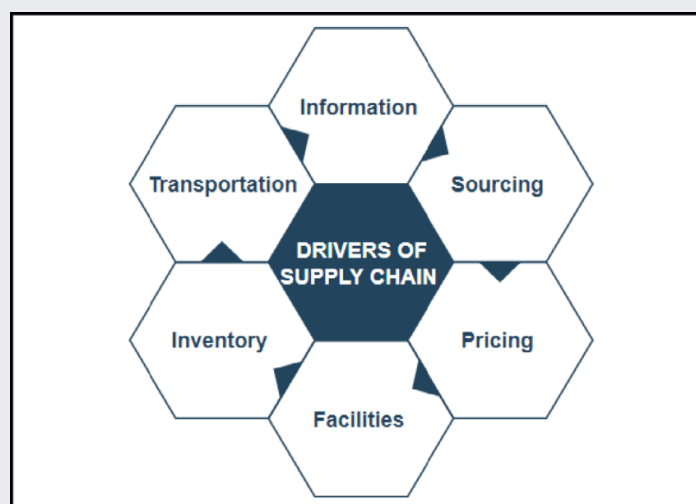 Information
Transportation
Sourcing
DRIVERS OF
SUPPLY CHAIN
Inventory
Pricing
Facilities